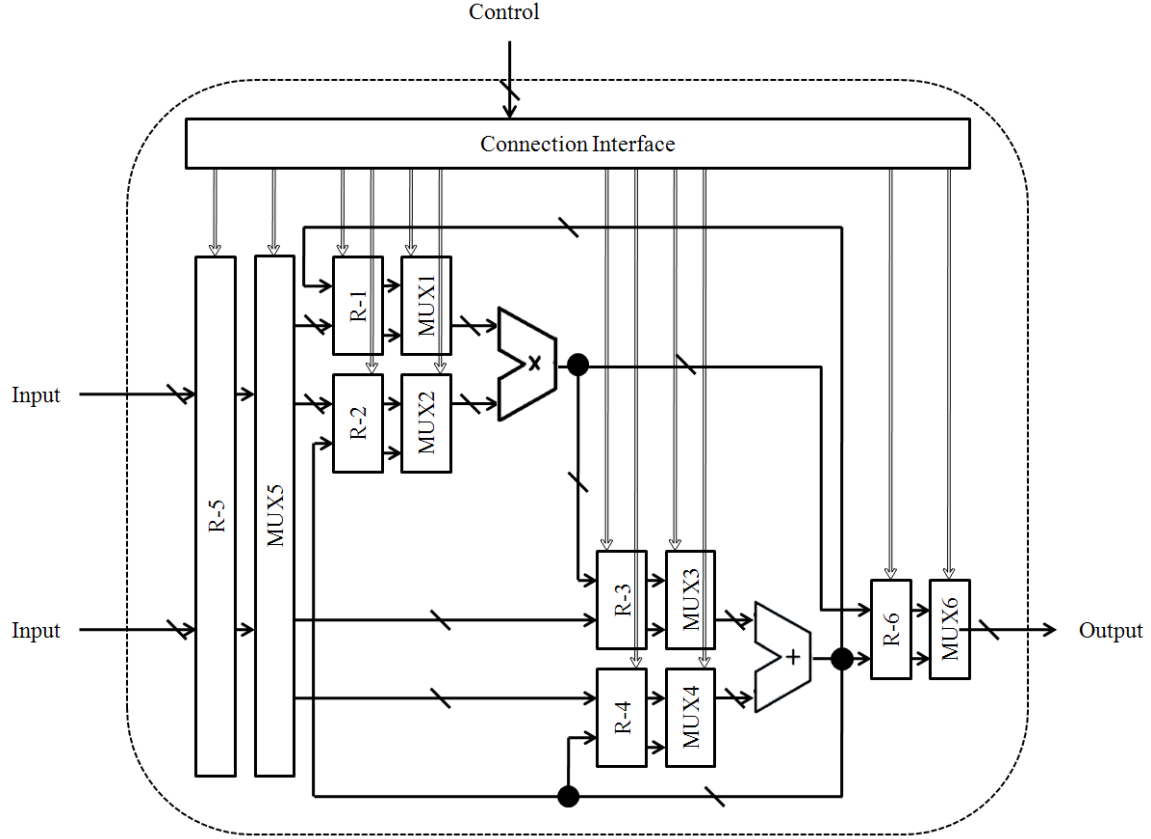 Control
Connection Interface
R-1
MUX1
×
Input
R-2
MUX2
R-5
MUX5
R-3
MUX3
Input
+
R-6
MUX6
Output
R-4
MUX4